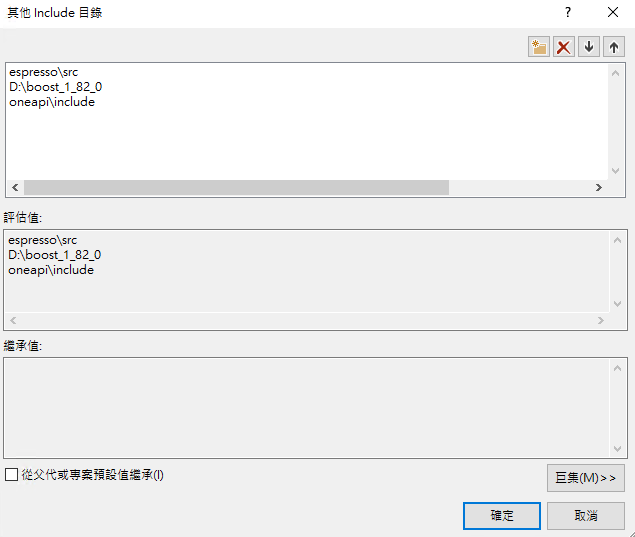 其他 Include 目錄
espresso\src
D:\boost_1_82_0
oneapi\include
評估值:
espresso\src
D:\boost_1_82_0
oneapi\include
繼承值:
從父代或專案預設值繼承(I)
巨集(M)>>
確定
取消